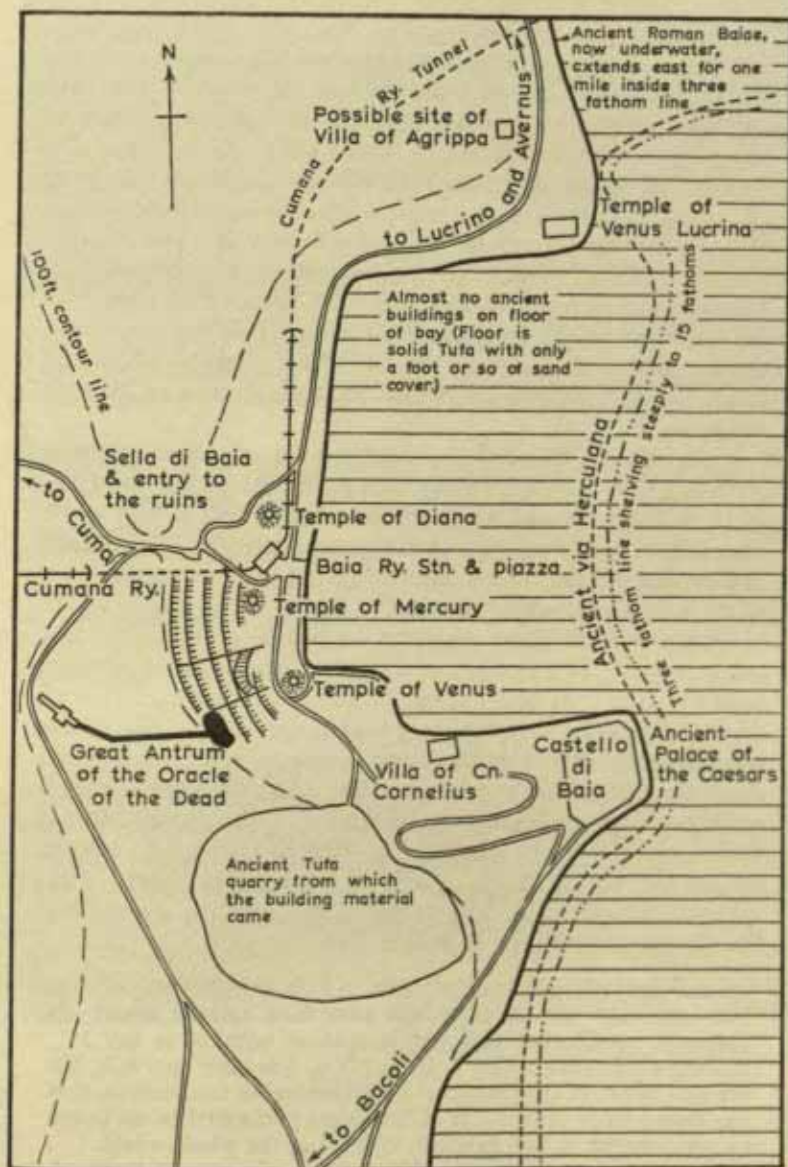 N
Cumana Ry. Tunnel
Ancient Roman Baiae,
now underwater,
extends east for one
mile inside three
fathom line
Possible site of
Villa of Agrippa
to Lucrino and Avernus
Temple of
Venus Lucrina
100ft. contour line
Almost no ancient
buildings on floor
of bay (Floor is
solid Tufa with only
a foot or so of sand
cover.)
Sella di Baia
& entry to
the ruins
to Cuma
Temple of Diana
Cumana Ry.
Baia Ry. Stn. & piazza
Temple of Mercury
Ancient via Herculana
Three fathom line shelving steeply to 15 fathoms
Temple of Venus
Great Antrum
of the Oracle
of the Dead
Villa of Cn.
Cornelius
Castello
di
Baia
Ancient
Palace of
the Caesars
Ancient Tufa
quarry from which
the building material
came
to Bacoli